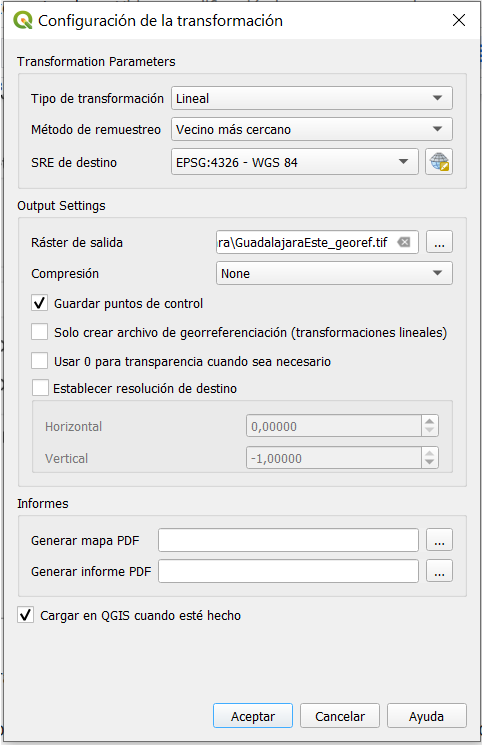 Configuración de la transformación
Transformation Parameters
Tipo de transformación Lineal
Método de remuestreo Vecino más cercano
SRE de destino EPSG:4326 - WGS 84
Output Settings
Ráster de salida ıra\GuadalajaraEste_georef.tif ...
Compresión None
Guardar puntos de control
Solo crear archivo de georreferenciación (transformaciones lineales)
Usar 0 para transparencia cuando sea necesario
Establecer resolución de destino
Horizontal 0,00000
Vertical -1,00000
Informes
Generar mapa PDF ...
Generar informe PDF ...
Cargar en QGIS cuando esté hecho
Aceptar Cancelar Ayuda